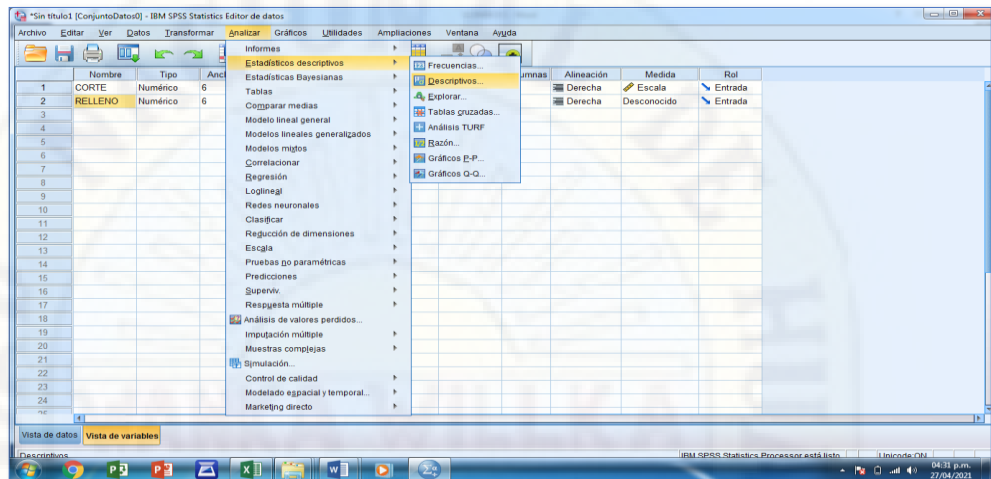 *Sin título1 [ConjuntoDatos0] - IBM SPSS Statistics Editor de datos
Archivo Editar Ver Datos Transformar Analizar Gráficos Utilidades Ampliaciones Ventana Ayuda
Nombre Tipo Anch umnas Alineación Medida Rol
1 CORTE Numérico 6 Derecha Escala Entrada
2 RELLENO Numérico 6 Derecha Desconocido Entrada
3
4
5
6
7
8
9
10
11
12
13
14
15
16
17
18
19
20
21
22
23
24
Informes
Estadísticos descriptivos
Estadísticas Bayesianas
Tablas
Comparar medias
Modelo lineal general
Modelos lineales generalizados
Modelos mixtos
Correlacionar
Regresión
Loglineal
Redes neuronales
Clasificar
Reducción de dimensiones
Escala
Pruebas no paramétricas
Predicciones
Superviv.
Respuesta múltiple
Análisis de valores perdidos...
Imputación múltiple
Muestras complejas
Simulación...
Control de calidad
Modelado espacial y temporal...
Marketing directo
Frecuencias...
Descriptivos...
Explorar...
Tablas cruzadas...
Análisis TURF
Razón...
Gráficos P-P...
Gráficos Q-Q...
Vista de datos Vista de variables
Descriptivos... IBM SPSS Statistics Processor está listo Unicode:ON
04:31 p.m.
27/04/2021